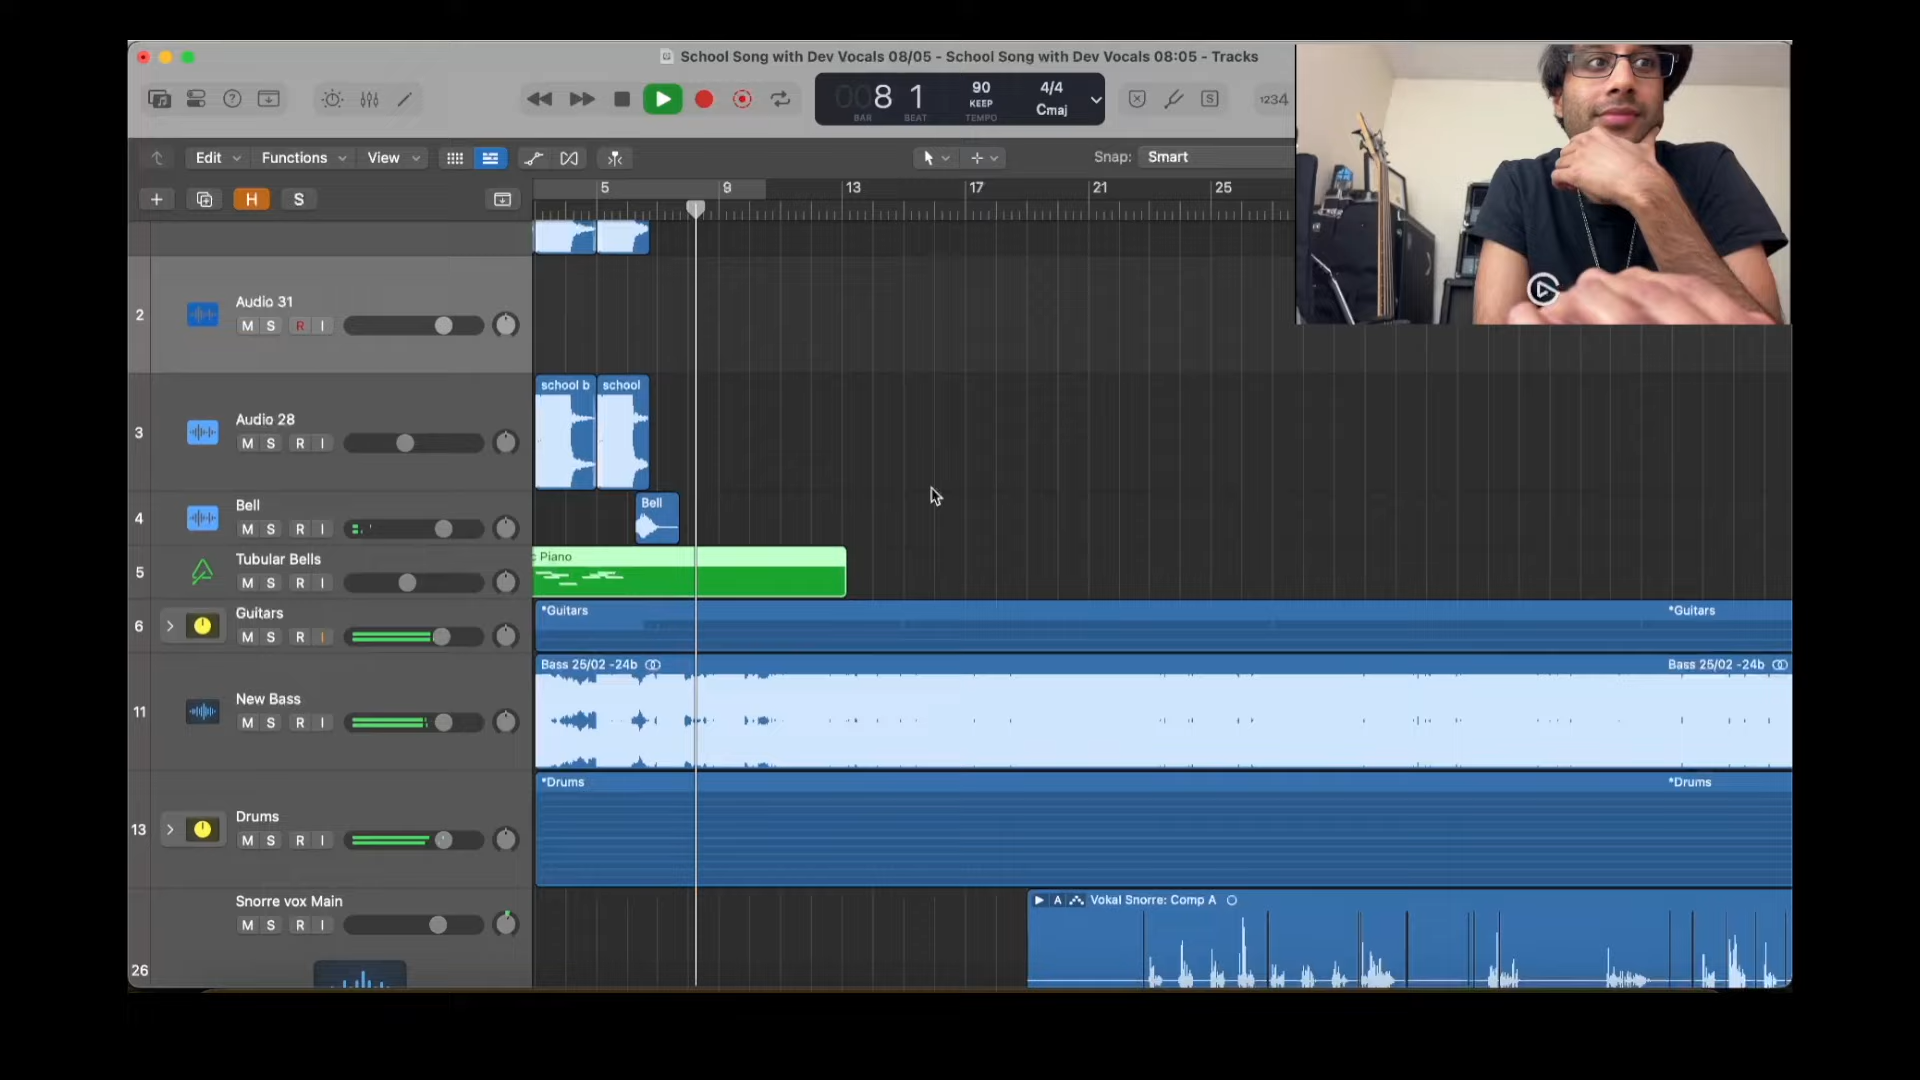 School Song with Dev Vocals 08/05 - School Song with Dev Vocals 08:05 - Tracks
008 1 90 4/4
KEEP Cmaj
BAR BEAT TEMPO
1234
Edit Functions View Snap: Smart
H S
5 9 13 17 21 25
2 Audio 31
M S R I
3 Audio 28
M S R I
school b school
4 Bell
M S R I
Bell
5 Tubular Bells
M S R I
Piano
6 Guitars
M S R I
*Guitars *Guitars
11 New Bass
M S R I
Bass 25/02 -24b Bass 25/02 -24b
13 Drums
M S R I
*Drums *Drums
Snorre vox Main
M S R I
A Vokal Snorre: Comp A
26